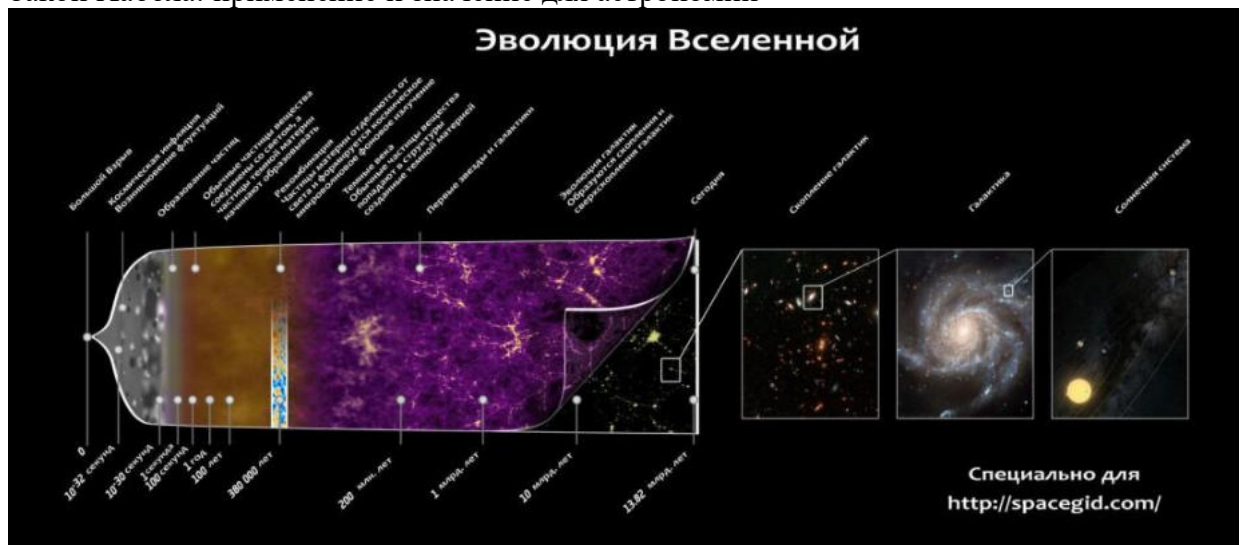 Эволюция Вселенной
Большой Взрыв
Космическая инфляция
Возникновение флуктуаций
Образование частиц
Обычные частицы вещества
соединены со светом, а
частицы темной материи
начинают образовывать
Рекомбинация
Частицы материи отделяются от
света и формируется космическое
микроволновое фоновое излучение
Темные века
Обычные частицы вещества
попадают в структуры
созданные темной материей
Первые звезды и галактики
Эволюция галактик
Образуются скопления и
сверхскопления галактик
Сегодня
Скопление галактик
Галактика
Солнечная система
0
10-32 секунд
10-30 секунд
1 секунда
100 секунд
1 год
100 лет
380 000 лет
200 млн. лет
1 млрд. лет
10 млрд. лет
13.82 млрд. лет
Специально для
http://spacegid.com/